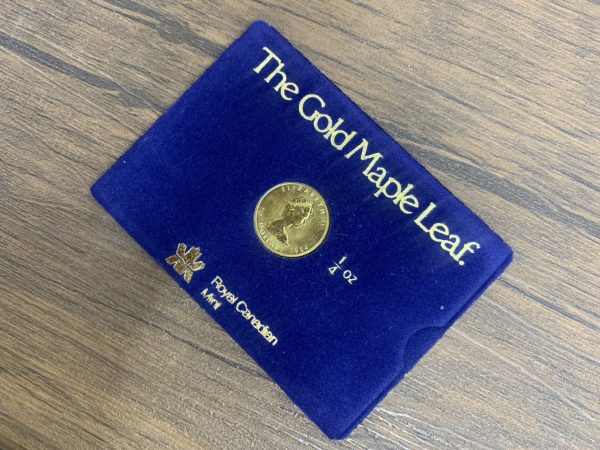 The Gold Maple Leaf.
ELIZABETH II
1/4 oz
Royal Canadian
Mint